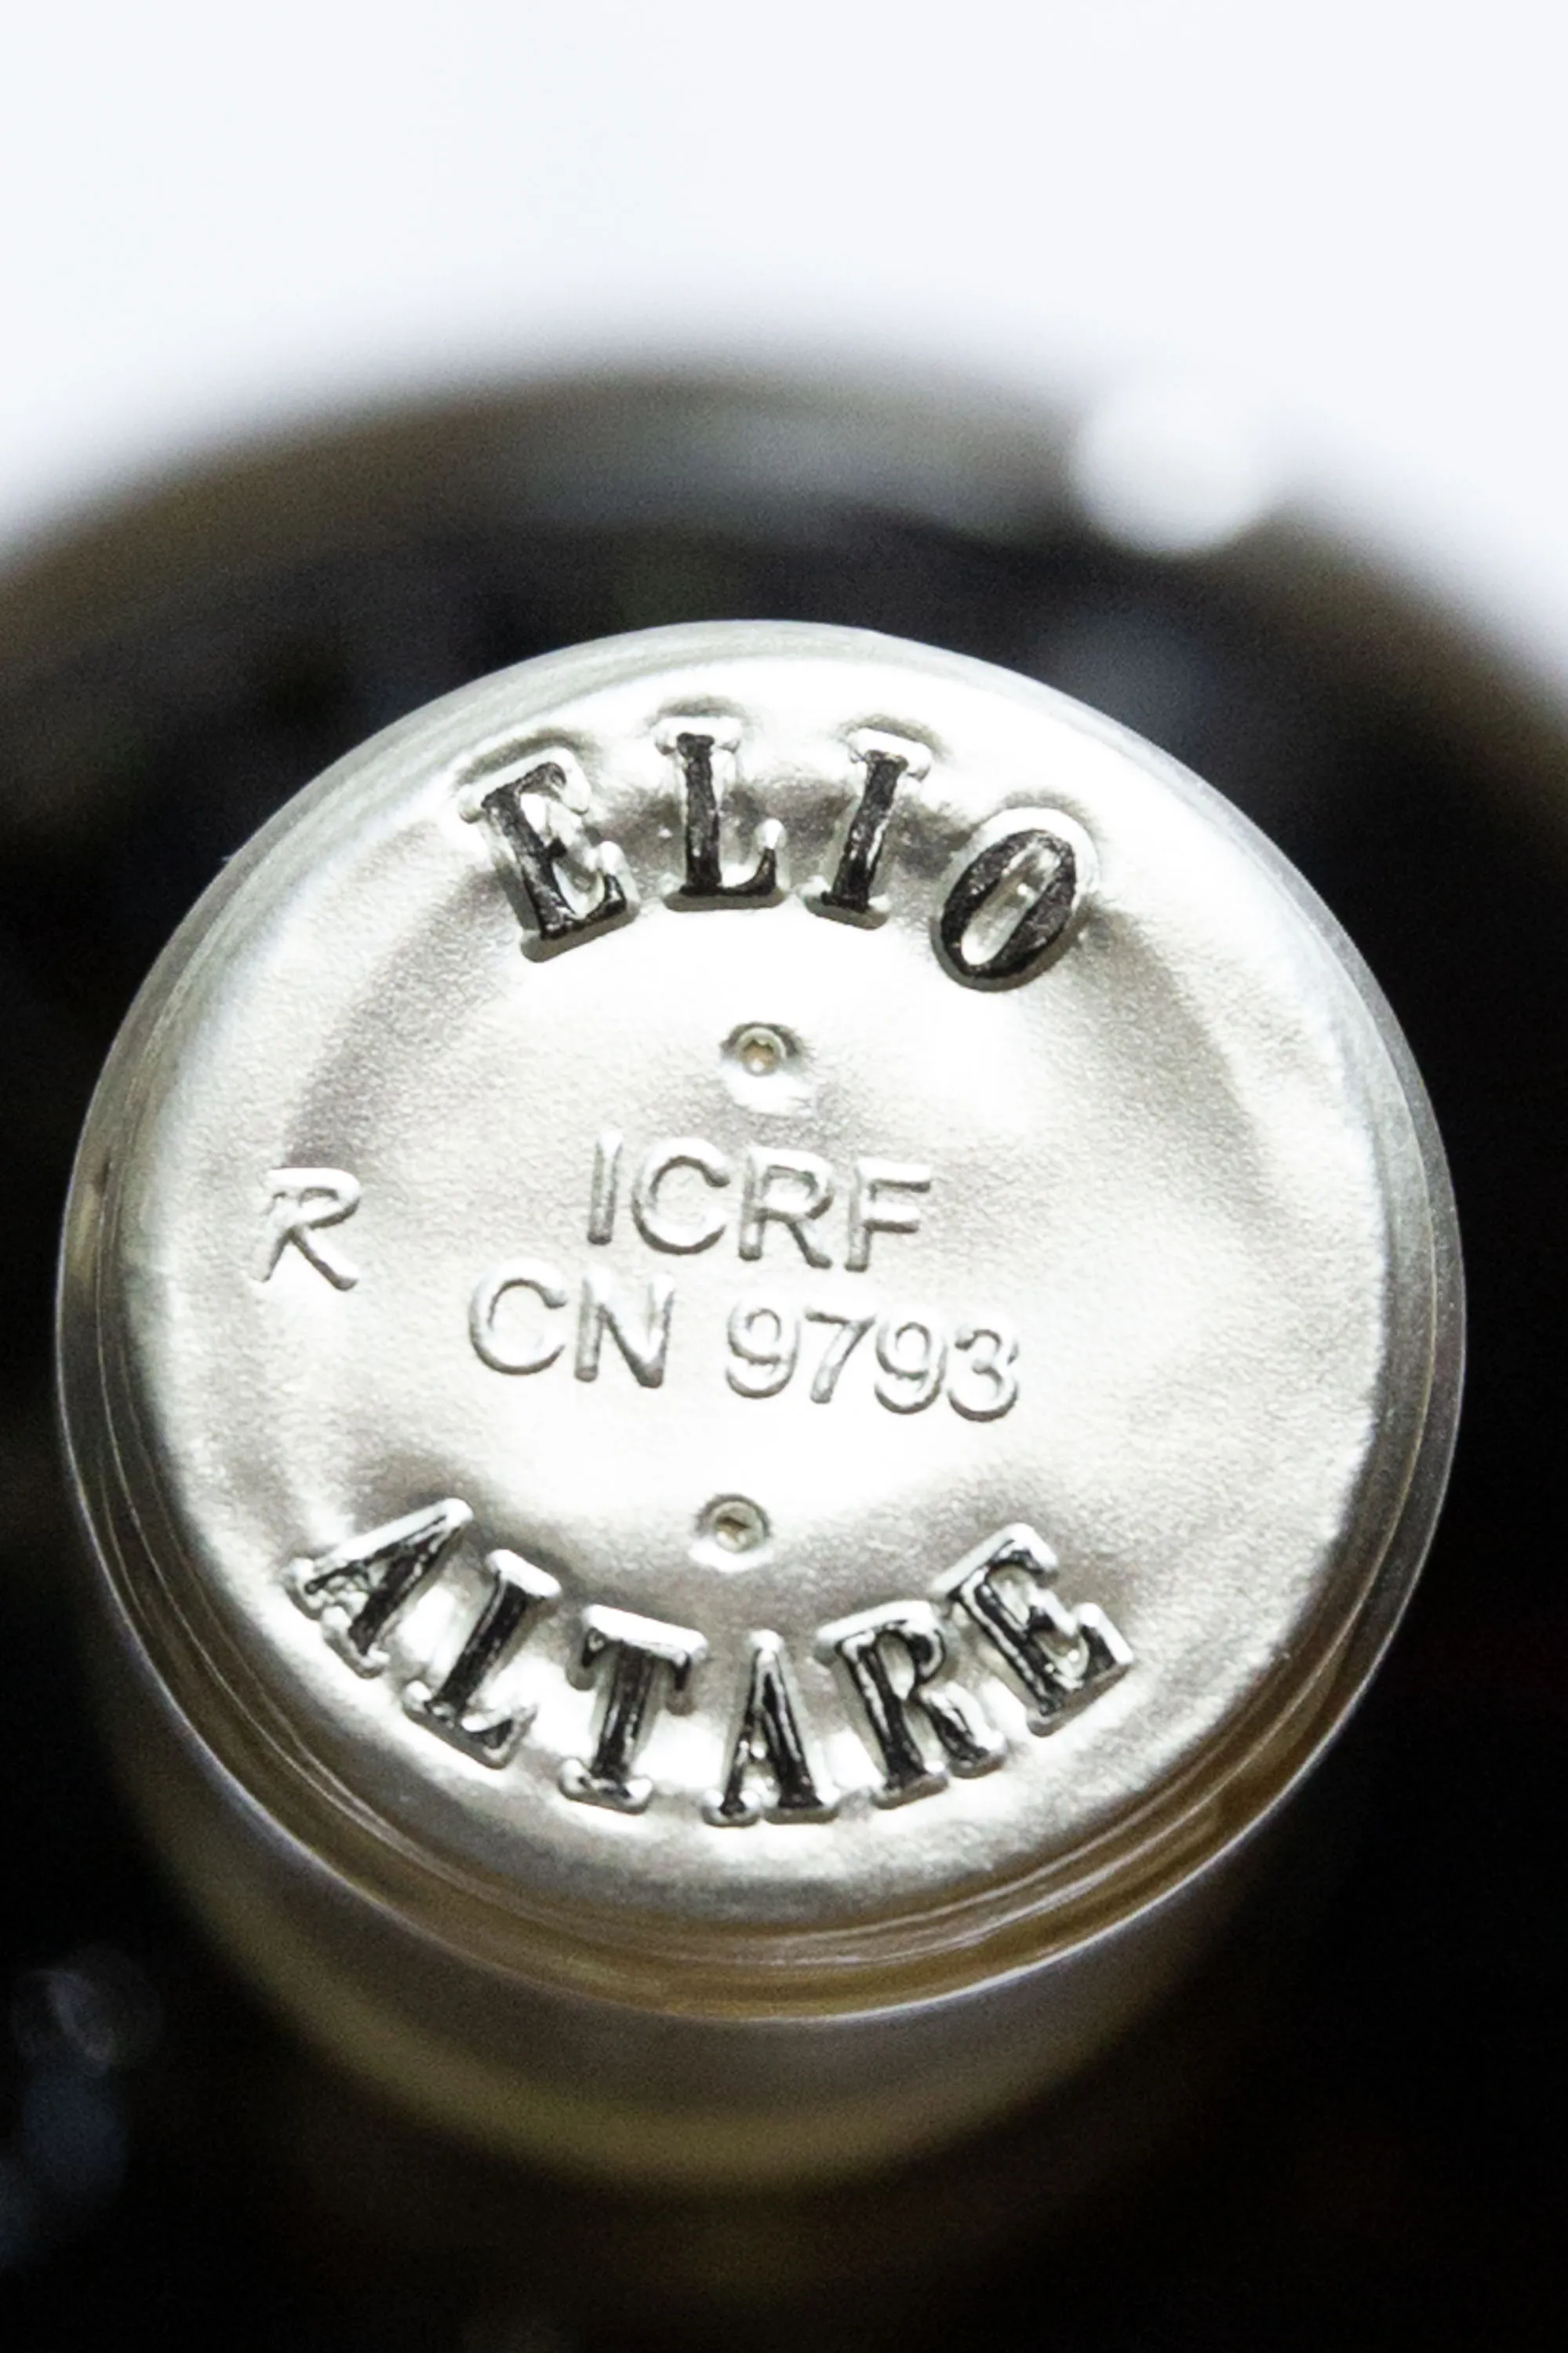 ELIO
ICRF
R
CN 9793
ALTARE